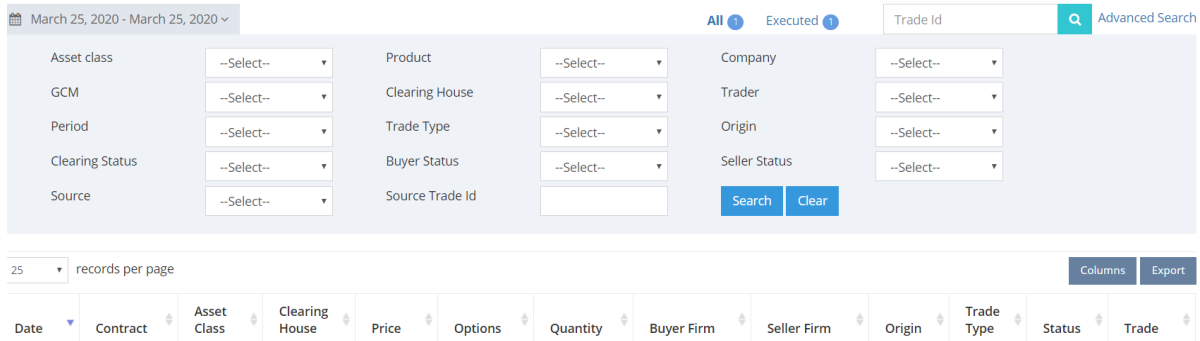 March 25, 2020 - March 25, 2020 All 1 Executed 1 Trade Id Advanced Search
Asset class --Select-- Product --Select-- Company --Select--
GCM --Select-- Clearing House --Select-- Trader --Select--
Period --Select-- Trade Type --Select-- Origin --Select--
Clearing Status --Select-- Buyer Status --Select-- Seller Status --Select--
Source --Select-- Source Trade Id Search Clear
25 records per page Columns Export
Date Contract Asset Class Clearing House Price Options Quantity Buyer Firm Seller Firm Origin Trade Type Status Trade